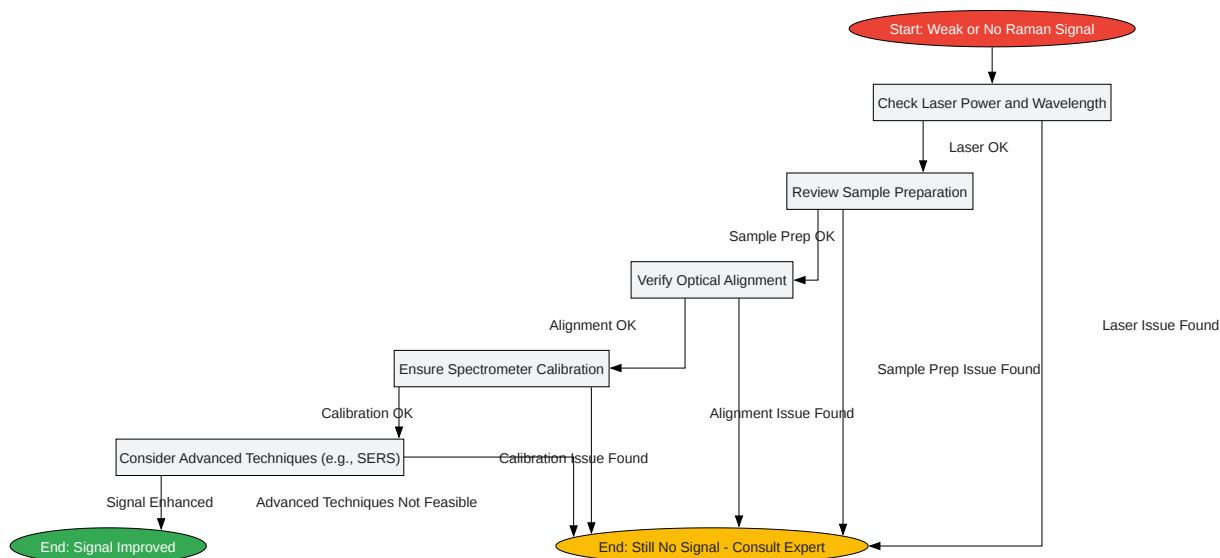 Start: Weak or No Raman Signal
Check Laser Power and Wavelength
Laser OK
Review Sample Preparation
Sample Prep OK
Verify Optical Alignment
Alignment OK
Laser Issue Found
Ensure Spectrometer Calibration
Sample Prep Issue Found
Calibration OK
Alignment Issue Found
Consider Advanced Techniques (e.g., SERS)
Calibration Issue Found
Signal Enhanced
Advanced Techniques Not Feasible
End: Signal Improved
End: Still No Signal - Consult Expert